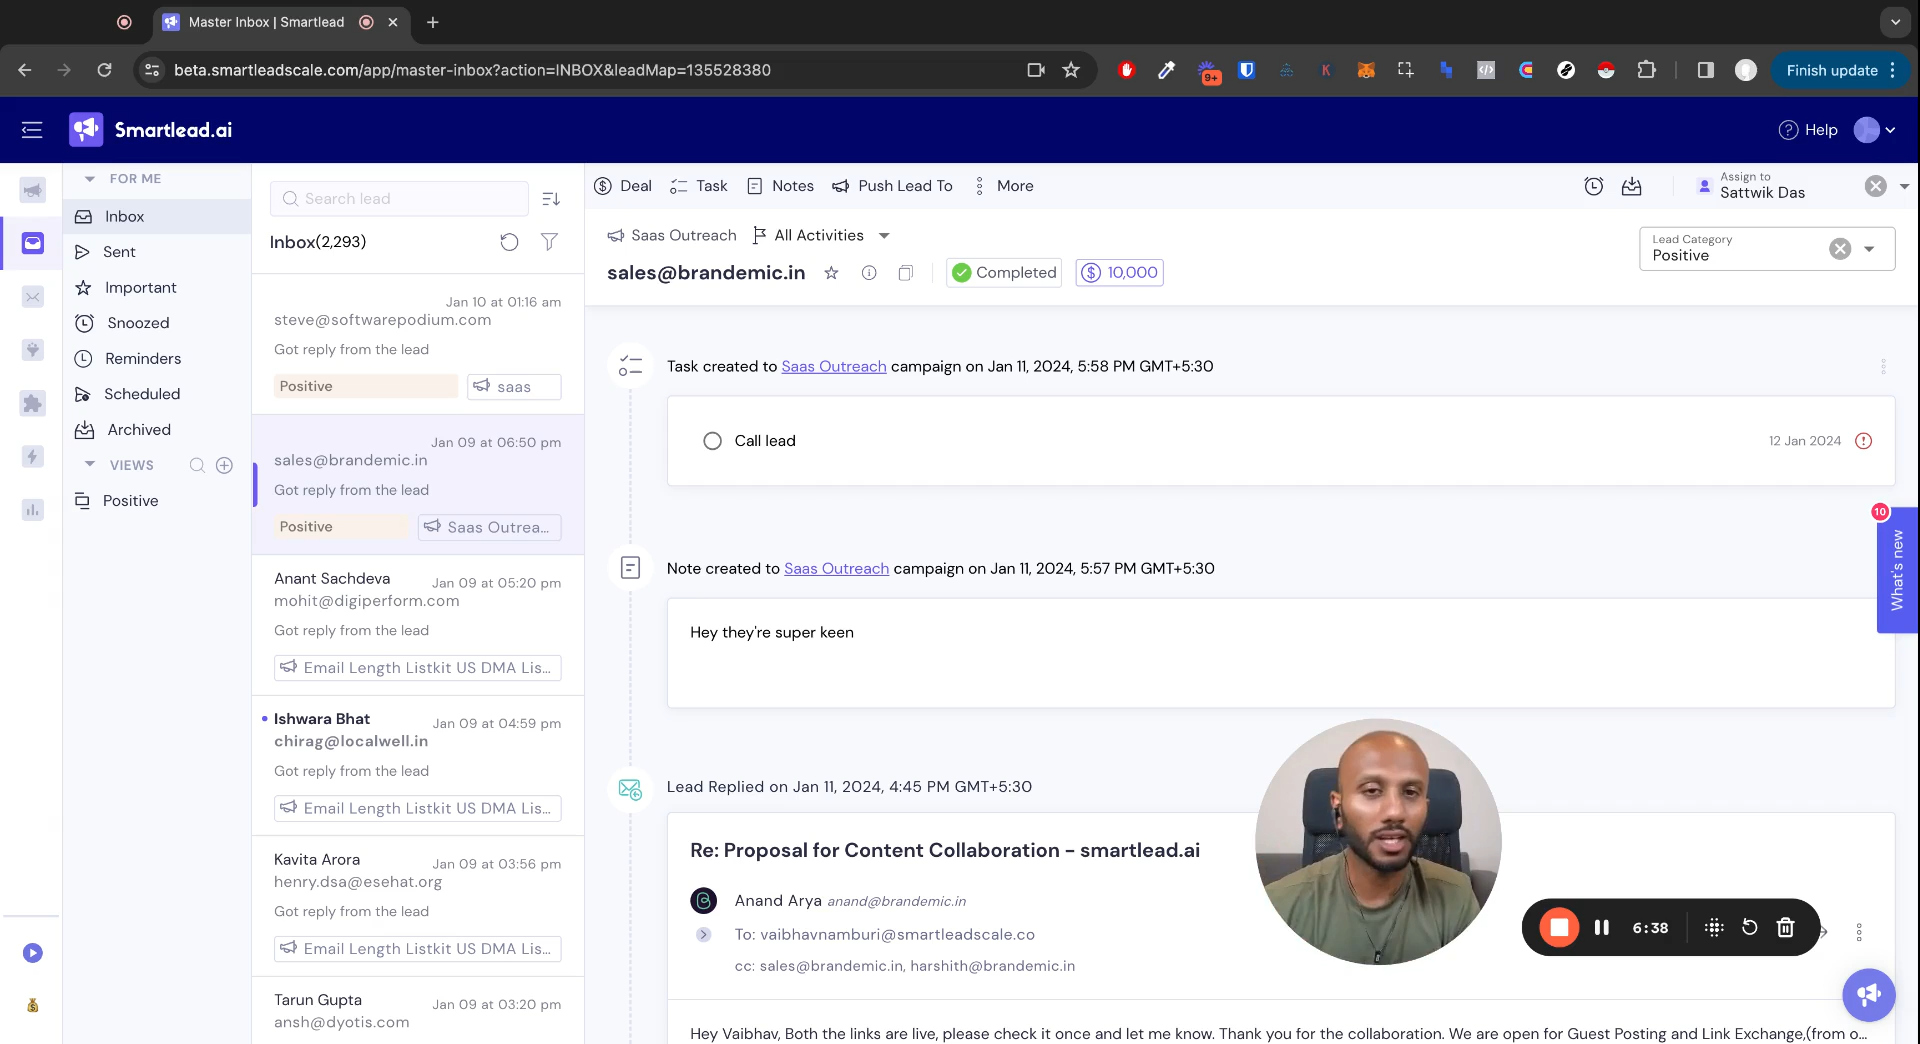 Master Inbox | Smartlead
beta.smartleadscale.com/app/master-inbox?action=INBOX&leadMap=135528380
9+
K
Finish update
Smartlead.ai
Help
FOR ME
Inbox
Sent
Important
Snoozed
Reminders
Scheduled
Archived
VIEWS
Positive
Search lead
Inbox(2,293)
Jan 10 at 01:16 am
steve@softwarepodium.com
Got reply from the lead
Positive
saas
Jan 09 at 06:50 pm
sales@brandemic.in
Got reply from the lead
Positive
Saas Outrea...
Anant Sachdeva
Jan 09 at 05:20 pm
mohit@digiperform.com
Got reply from the lead
Email Length Listkit US DMA Lis...
Ishwara Bhat
Jan 09 at 04:59 pm
chirag@localwell.in
Got reply from the lead
Email Length Listkit US DMA Lis...
Kavita Arora
Jan 09 at 03:56 pm
henry.dsa@esehat.org
Got reply from the lead
Email Length Listkit US DMA Lis...
Tarun Gupta
Jan 09 at 03:20 pm
ansh@dyotis.com
Deal
Task
Notes
Push Lead To
More
Assign to
Sattwik Das
Saas Outreach
All Activities
sales@brandemic.in
Completed
10,000
Lead Category
Positive
Task created to Saas Outreach campaign on Jan 11, 2024, 5:58 PM GMT+5:30
Call lead
12 Jan 2024
Note created to Saas Outreach campaign on Jan 11, 2024, 5:57 PM GMT+5:30
Hey they're super keen
10
What's new
Lead Replied on Jan 11, 2024, 4:45 PM GMT+5:30
Re: Proposal for Content Collaboration - smartlead.ai
Anand Arya anand@brandemic.in
To: vaibhavnamburi@smartleadscale.co
cc: sales@brandemic.in, harshith@brandemic.in
6:38
Hey Vaibhav, Both the links are live, please check it once and let me know. Thank you for the collaboration. We are open for Guest Posting and Link Exchange,(from o...